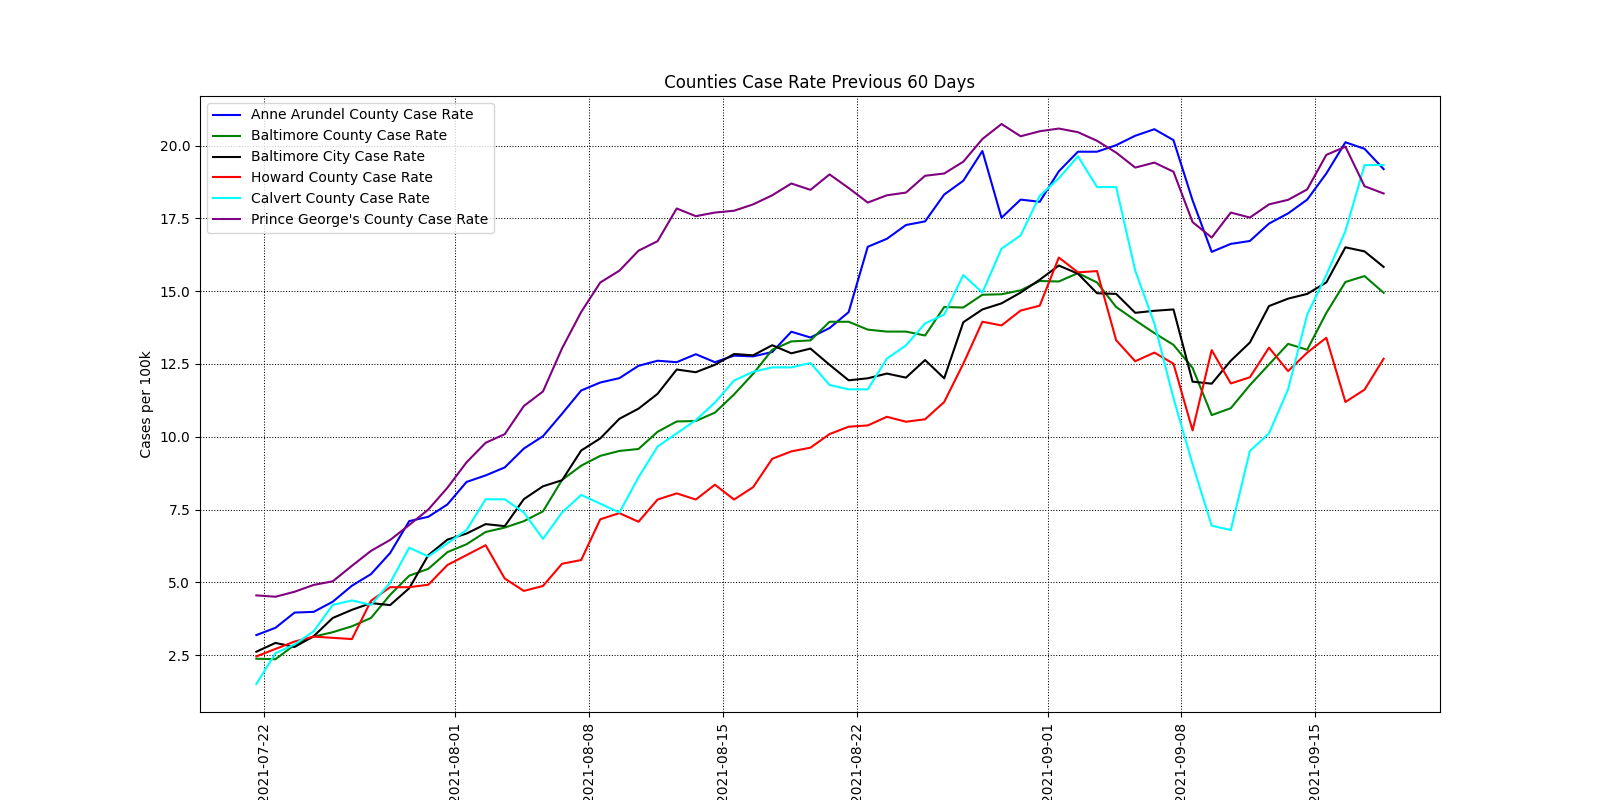 Counties Case Rate Previous 60 Days
Anne Arundel County Case Rate
Baltimore County Case Rate
Baltimore City Case Rate
Howard County Case Rate
Calvert County Case Rate
Prince George's County Case Rate
Cases per 100k
20.0
17.5
15.0
12.5
10.0
7.5
5.0
2.5
2021-07-22
2021-08-01
2021-08-08
2021-08-15
2021-08-22
2021-09-01
2021-09-08
2021-09-15